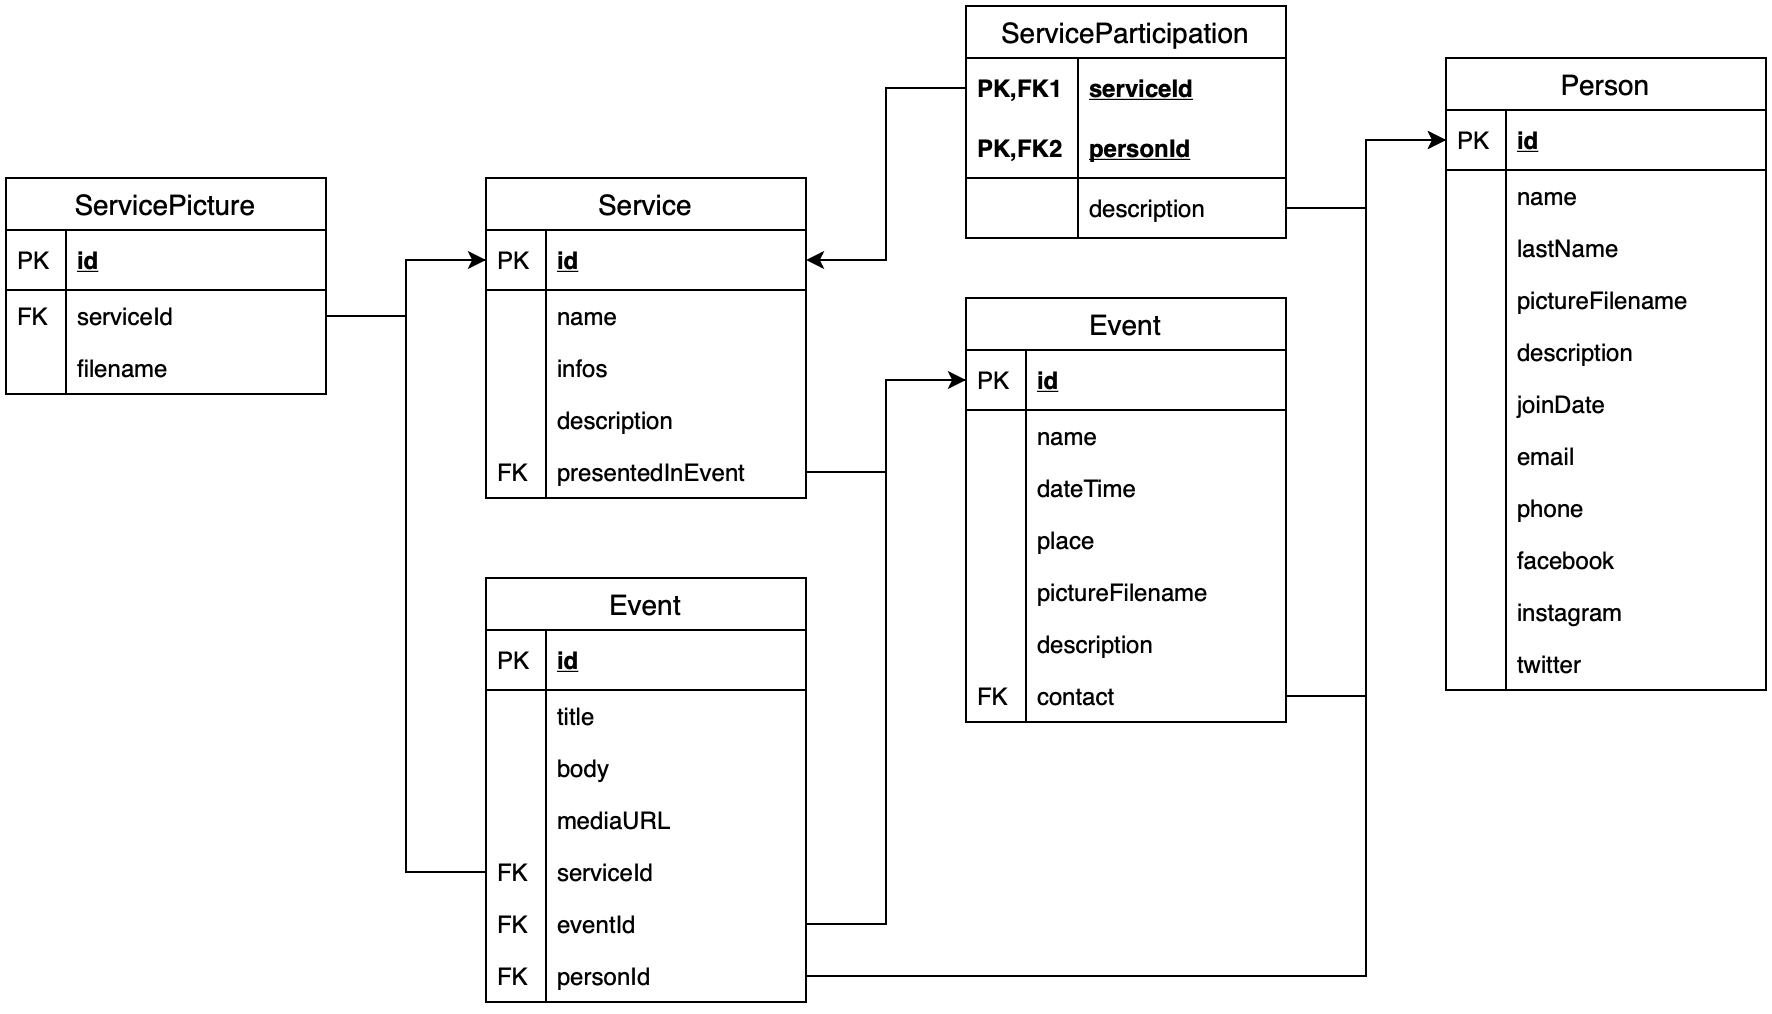 ServicePicture
PK id
FK serviceId
filename
Service
PK id
name
infos
description
FK presentedInEvent
Event
PK id
title
body
mediaURL
FK serviceId
FK eventId
FK personId
ServiceParticipation
PK,FK1 serviceId
PK,FK2 personId
description
Event
PK id
name
dateTime
place
pictureFilename
description
FK contact
Person
PK id
name
lastName
pictureFilename
description
joinDate
email
phone
facebook
instagram
twitter